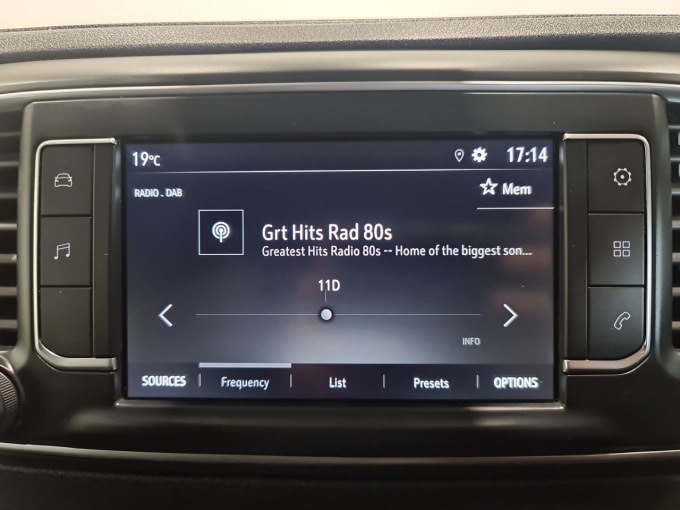 19°C 17:14
RADIO . DAB
Mem
Grt Hits Rad 80s
Greatest Hits Radio 80s -- Home of the biggest son...
11D
INFO
SOURCES Frequency List Presets OPTIONS